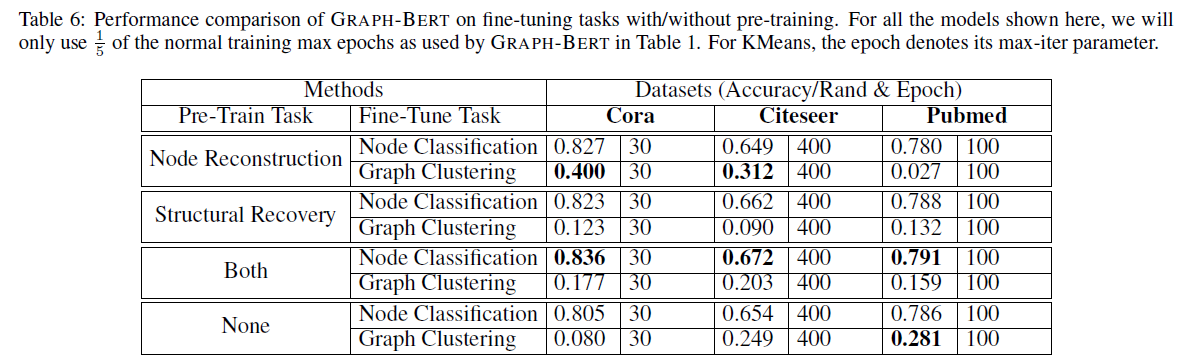 Table 6: Performance comparison of GRAPH-BERT on fine-tuning tasks with/without pre-training. For all the models shown here, we will
only use 1/5 of the normal training max epochs as used by GRAPH-BERT in Table 1. For KMeans, the epoch denotes its max-iter parameter.
Methods Datasets (Accuracy/Rand & Epoch)
Pre-Train Task Fine-Tune Task Cora Citeseer Pubmed
Node Reconstruction Node Classification 0.827 30 0.649 400 0.780 100
Graph Clustering 0.400 30 0.312 400 0.027 100
Structural Recovery Node Classification 0.823 30 0.662 400 0.788 100
Graph Clustering 0.123 30 0.090 400 0.132 100
Both Node Classification 0.836 30 0.672 400 0.791 100
Graph Clustering 0.177 30 0.203 400 0.159 100
None Node Classification 0.805 30 0.654 400 0.786 100
Graph Clustering 0.080 30 0.249 400 0.281 100